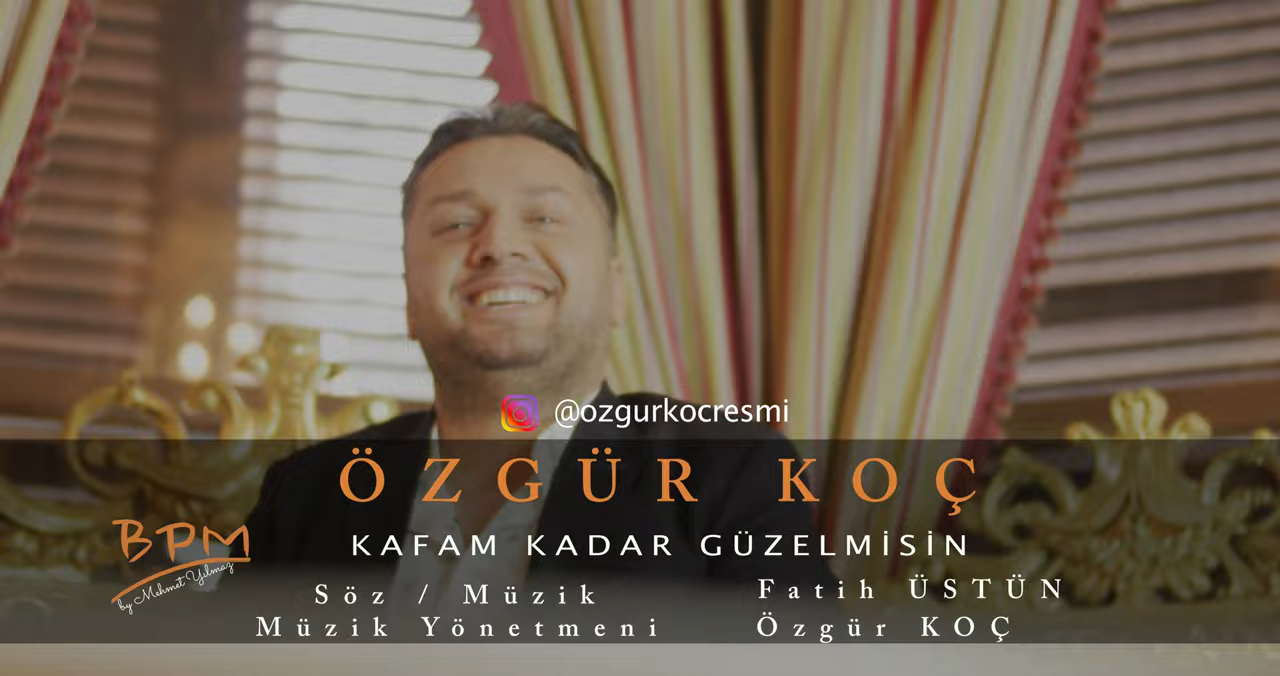 @ozgurkocresmi
ÖZGÜR KOÇ
KAFAM KADAR GÜZELMİSİN
BPM
by Mehmet Yılmaz
Söz / Müzik Fatih ÜSTÜN
Müzik Yönetmeni Özgür KOÇ